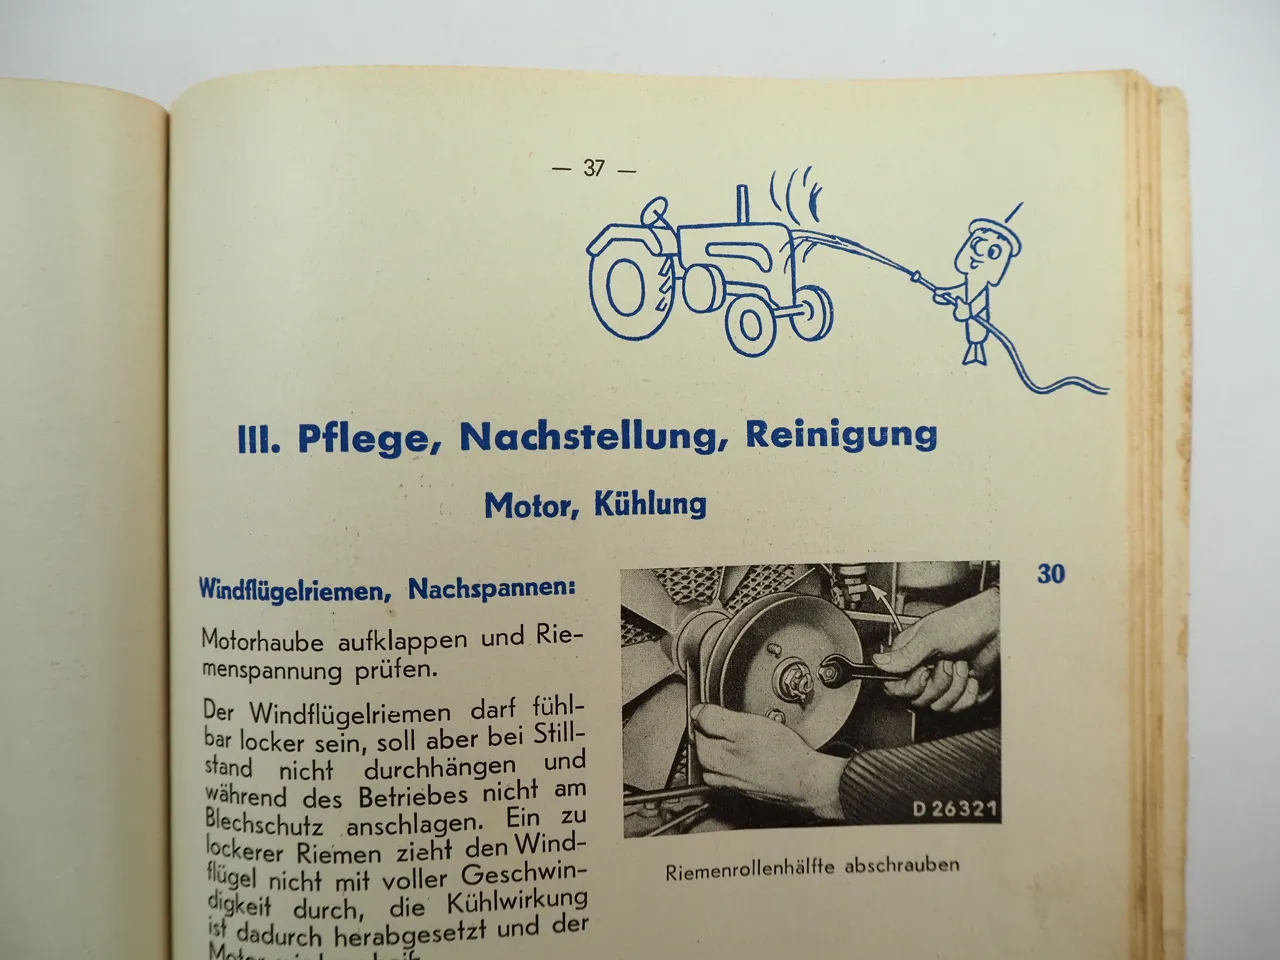 — 37 —
III. Pflege, Nachstellung, Reinigung
Motor, Kühlung
Windflügelriemen, Nachspannen:
Motorhaube aufklappen und Rie-
menspannung prüfen.
Der Windflügelriemen darf fühl-
bar locker sein, soll aber bei Still-
stand nicht durchhängen und
während des Betriebes nicht am
Blechschutz anschlagen. Ein zu
lockerer Riemen zieht den Wind-
flügel nicht mit voller Geschwin-
digkeit durch, die Kühlwirkung
ist dadurch herabgesetzt und der
30
D 26321
Riemenrollenhälfte abschrauben